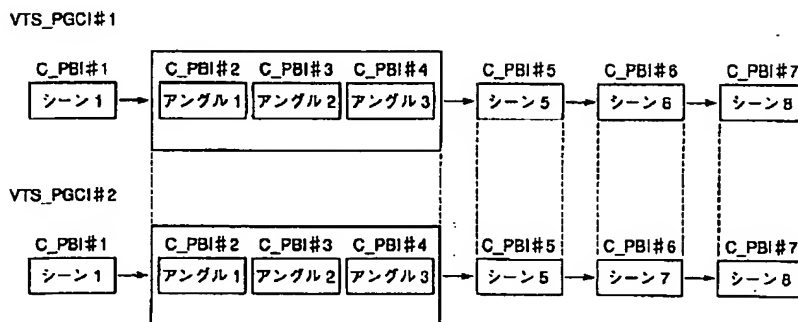 VTS_PGCI#1
C_PBI#1 C_PBI#2 C_PBI#3 C_PBI#4 C_PBI#5 C_PBI#6 C_PBI#7
シーン1 アングル1 アングル2 アングル3 シーン5 シーン6 シーン8
VTS_PGCI#2
C_PBI#1 C_PBI#2 C_PBI#3 C_PBI#4 C_PBI#5 C_PBI#6 C_PBI#7
シーン1 アングル1 アングル2 アングル3 シーン5 シーン7 シーン8